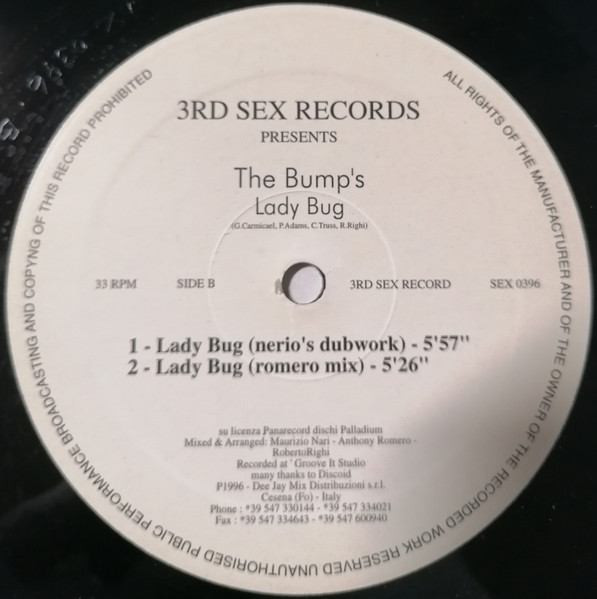 3RD SEX RECORDS
PRESENTS
The Bump's
Lady Bug
(G.Carmicael, P.Adams, C.Truss, R.Righi)
33 RPM SIDE B 3RD SEX RECORD SEX 0396
1 - Lady Bug (nerio's dubwork) - 5'57"
2 - Lady Bug (romero mix) - 5'26"
su licenza Panarecord dischi Palladium
Mixed & Arranged: Maurizio Nari - Anthony Romero -
RobertoRighi
Recorded at ' Groove It Studio
many thanks to Discoid
P1996 - Dee Jay Mix Distribuzioni s.r.l.
Cesena (Fo) - Italy
Phone : *39 547 330144 - *39 547 334021
Fax : *39 547 334643 - *39 547 600940
ALL RIGHTS OF THE MANUFACTURER AND OF THE OWNER OF THE RECORDED WORK RESERVED UNAUTHORISED PUBLIC PERFORMANCE BROADCASTING AND COPYNG OF THIS RECORD PROHIBITED